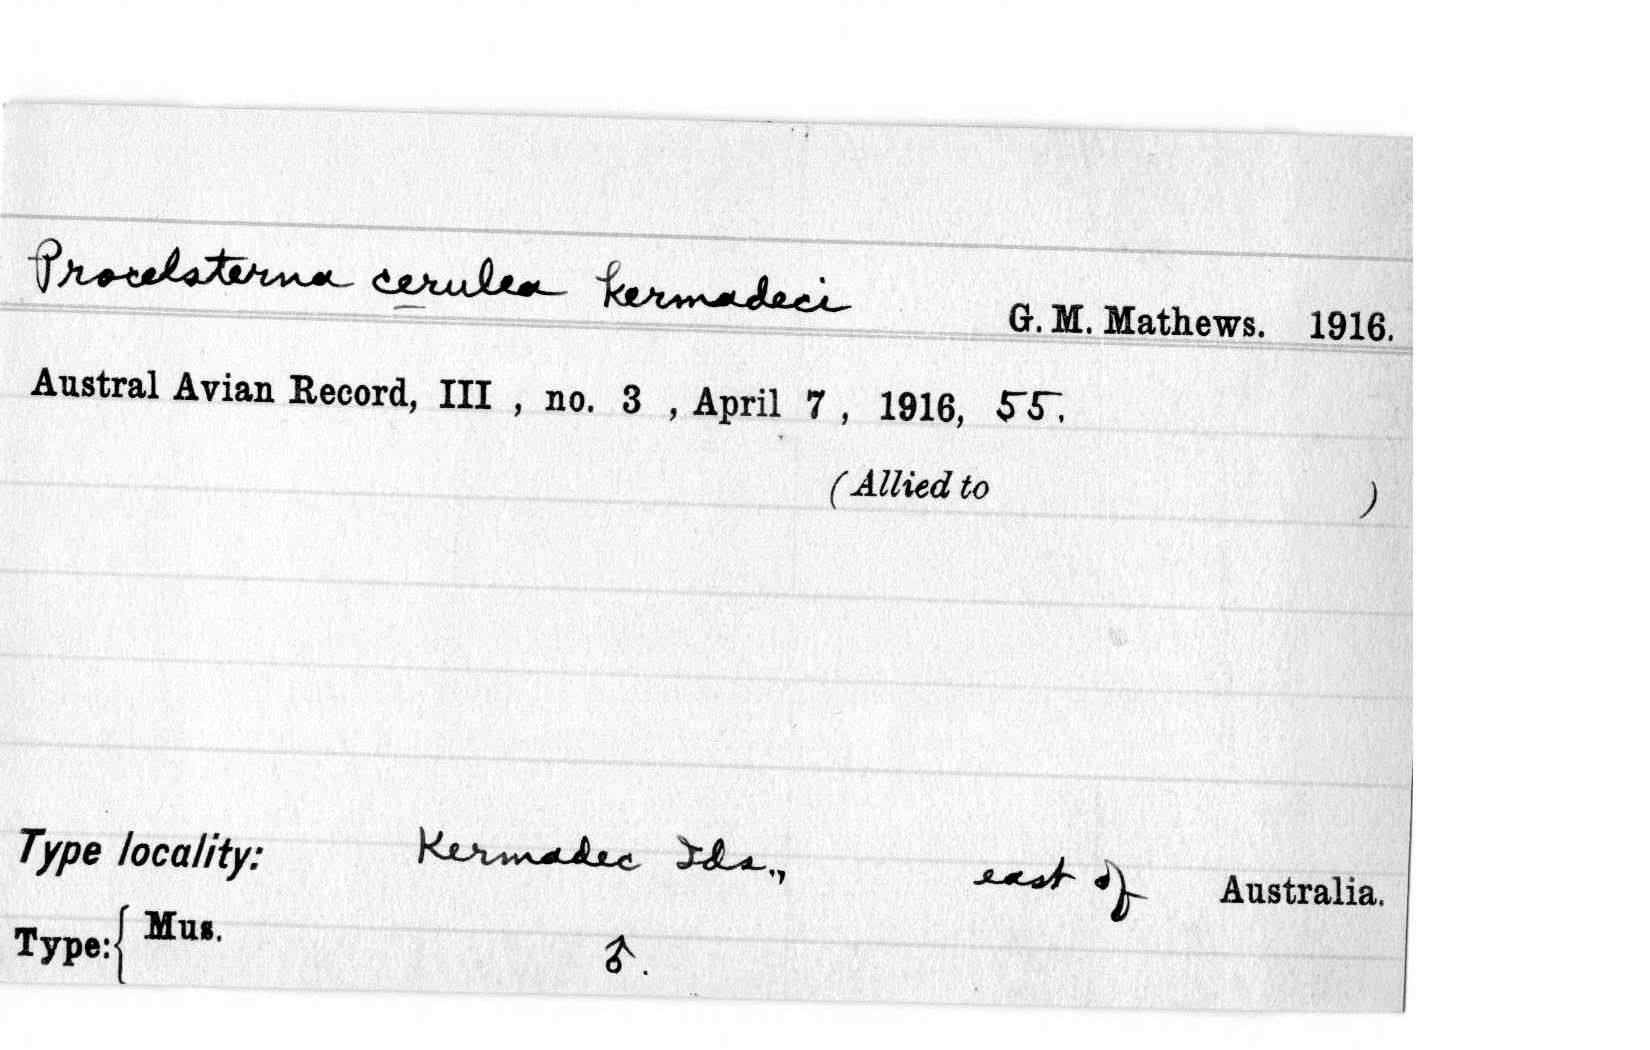 Procelsterna cerulea kermadeci G. M. Mathews. 1916.
Austral Avian Record, III , no. 3 , April 7 , 1916, 55.
(Allied to )
Type locality: Kermadec Ids., east of Australia.
Type: { Mus. ♂.